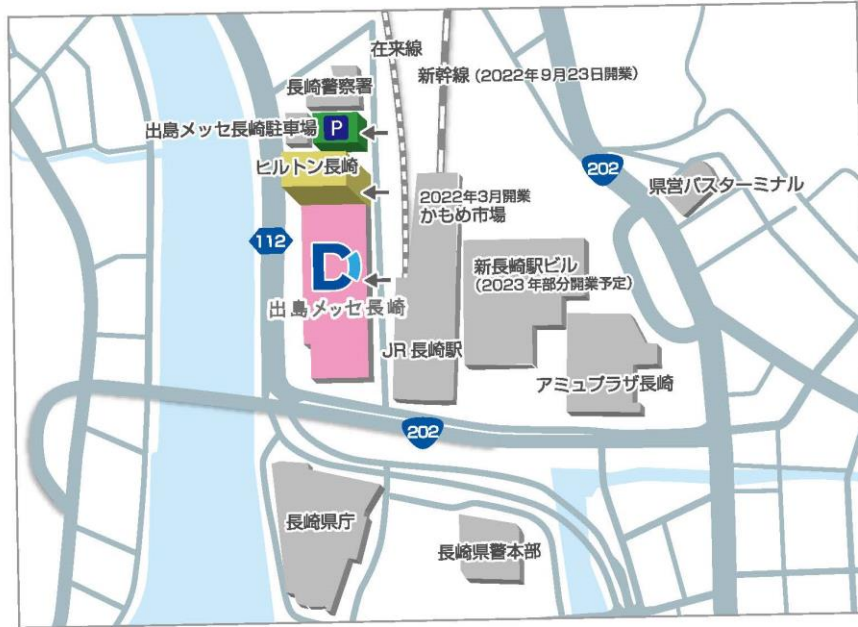 在来線
新幹線（2022年9月23日開業）
長崎警察署
出島メッセ長崎駐車場
P
ヒルトン長崎
202
県営バスターミナル
2022年3月開業
かもめ市場
112
新長崎駅ビル
（2023年部分開業予定）
D
出島メッセ長崎
JR長崎駅
アミュプラザ長崎
202
長崎県庁
長崎県警本部